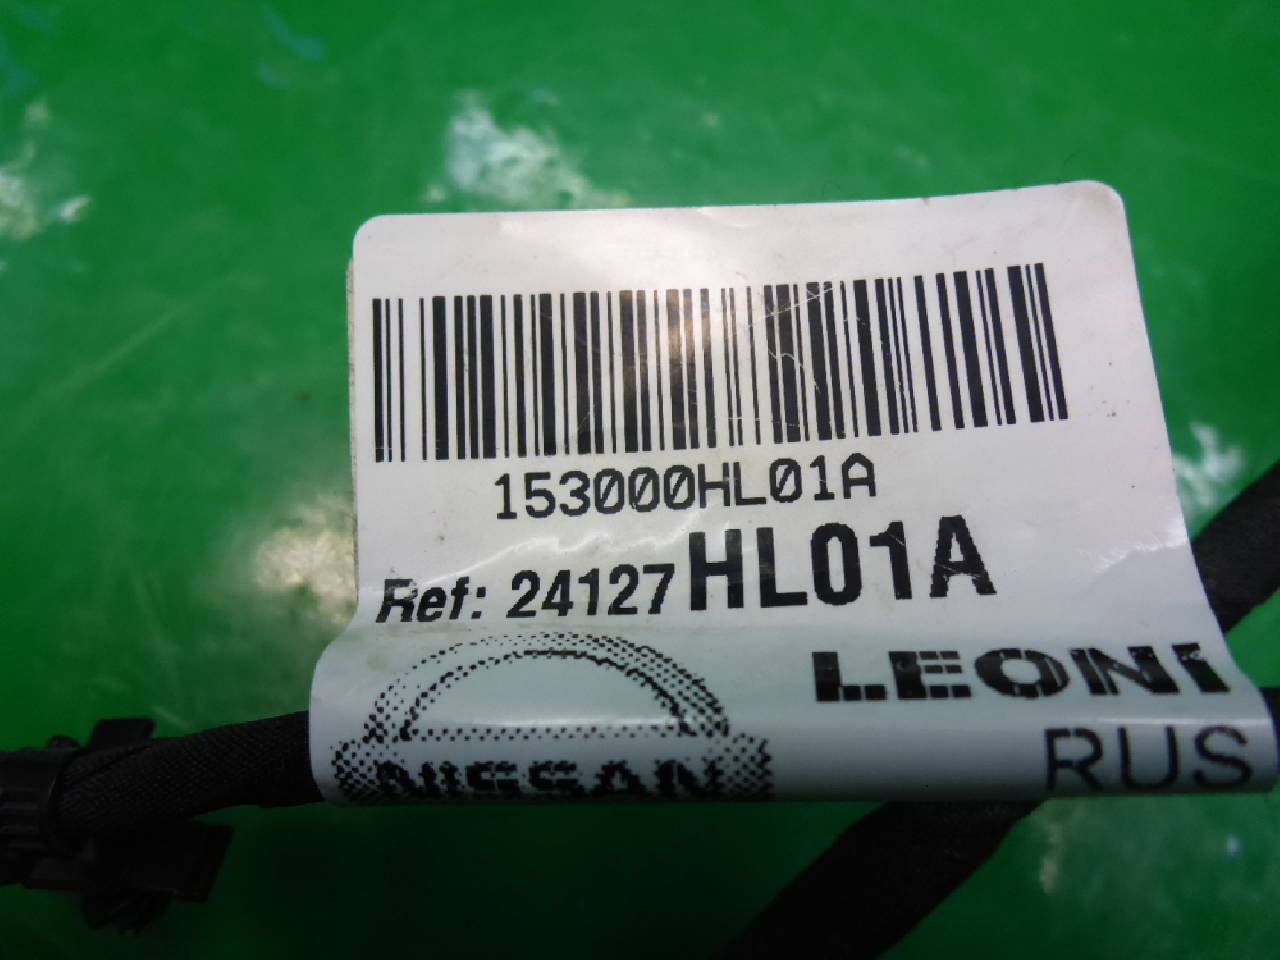 153000HL01A
Ref: 24127HL01A
LEONI
NISSAN
RUS